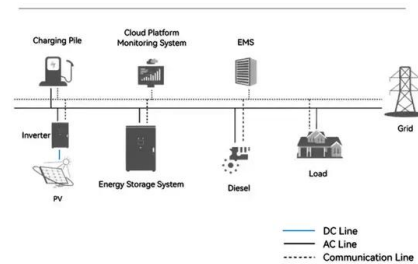 Charging Pile
Cloud Platform
Monitoring System
EMS
Grid
Inverter
PV
Energy Storage System
Diesel
Load
DC Line
AC Line
Communication Line